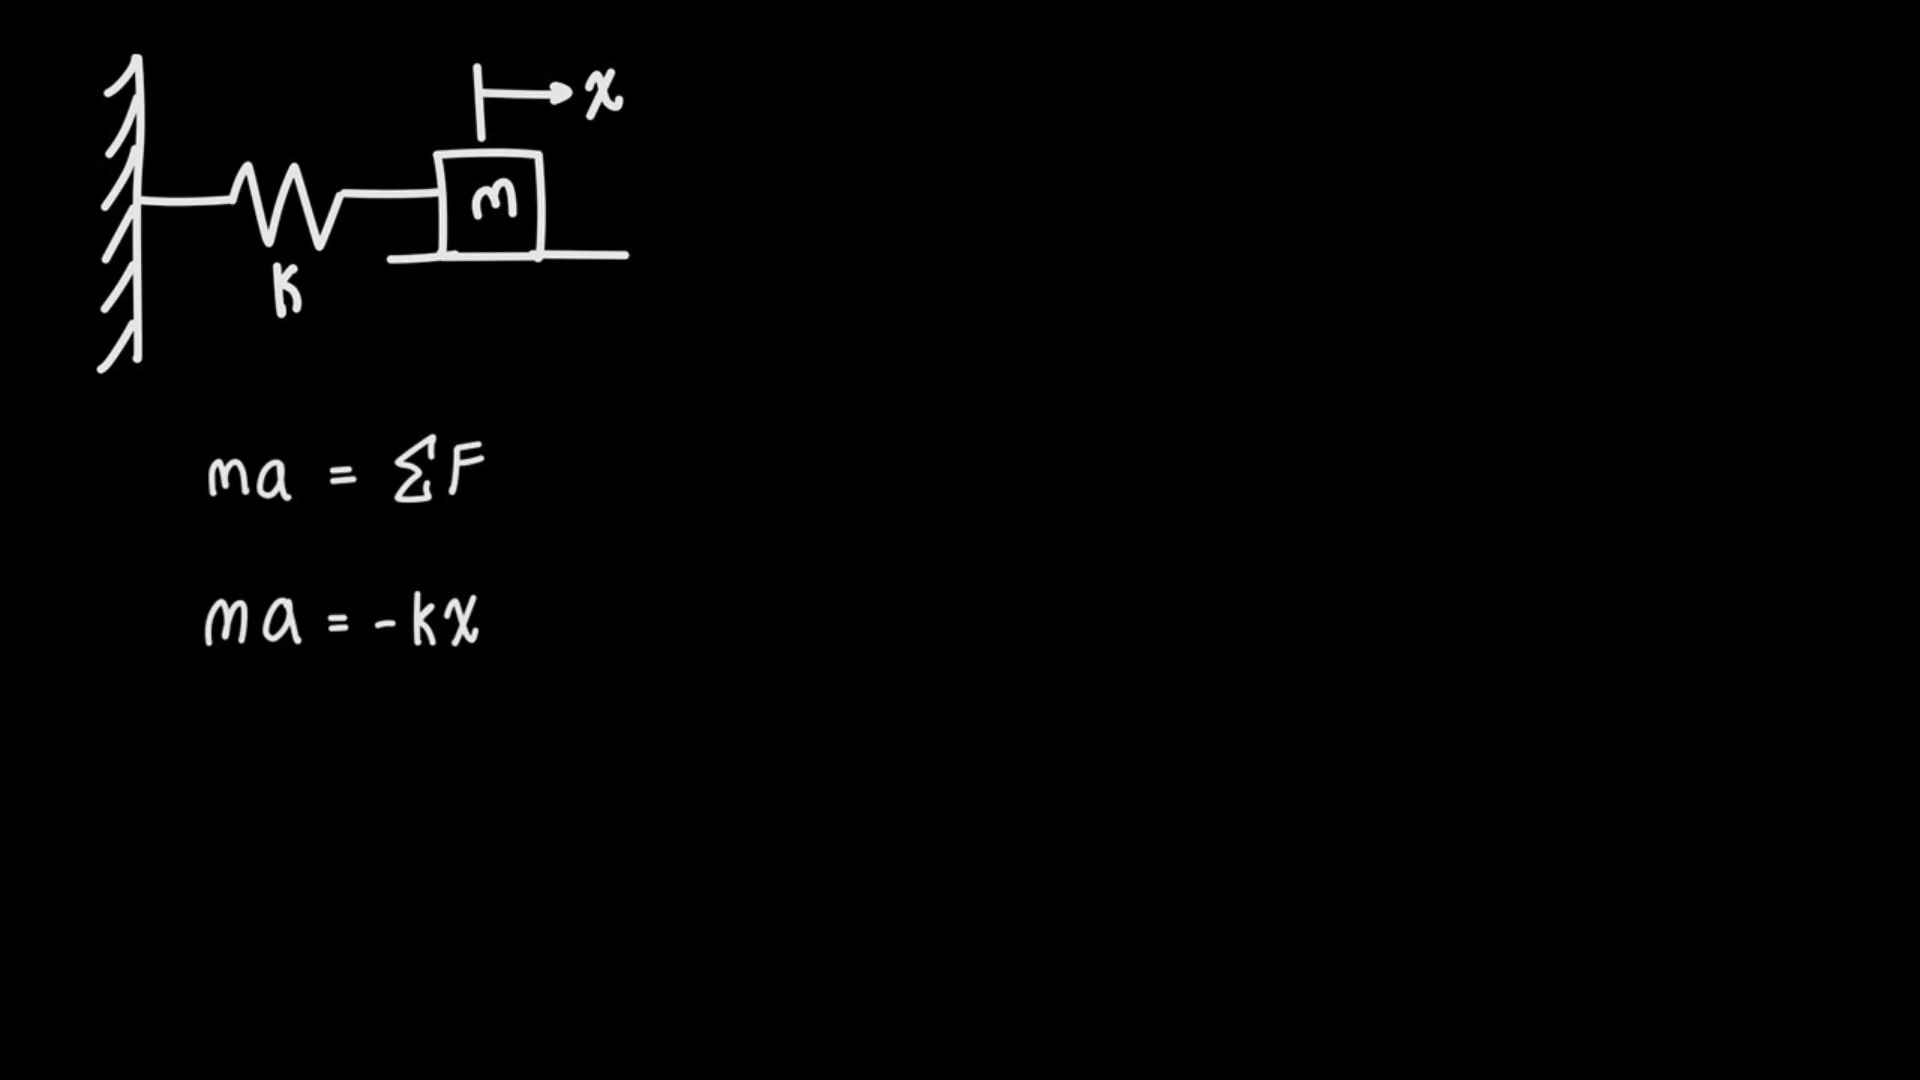 x
m
k
ma = ΣF
ma = -kx